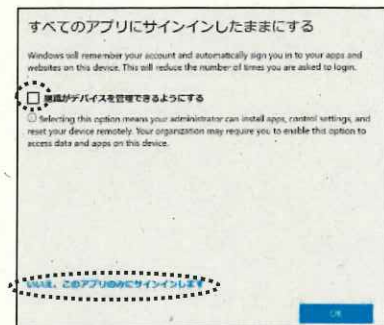 すべてのアプリにサインインしたままにする
Windows will remember your account and automatically sign you in to your apps and
websites on this device. This will reduce the number of times you are asked to login.
組織がデバイスを管理できるようにする
Selecting this option means your administrator can install apps, control settings, and
reset your device remotely. Your organization may require you to enable this option to
access data and apps on this device.
いいえ、このアプリのみにサインインします
OK